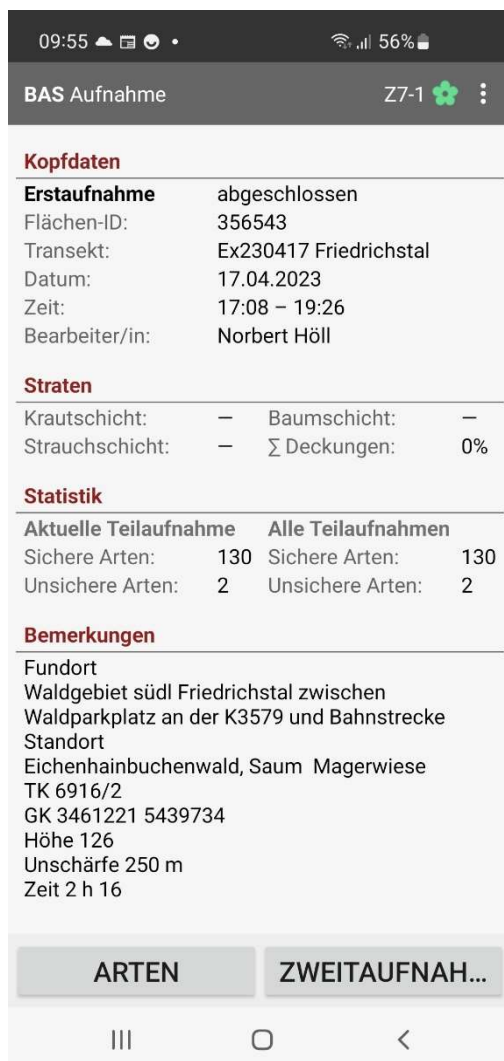 09:55 • 56%
BAS Aufnahme Z7-1
Kopfdaten
Erstaufnahme abgeschlossen
Flächen-ID: 356543
Transekt: Ex230417 Friedrichstal
Datum: 17.04.2023
Zeit: 17:08 – 19:26
Bearbeiter/in: Norbert Höll
Straten
Krautschicht: – Baumschicht: –
Strauchschicht: – ∑ Deckungen: 0%
Statistik
Aktuelle Teilaufnahme Alle Teilaufnahmen
Sichere Arten: 130 Sichere Arten: 130
Unsichere Arten: 2 Unsichere Arten: 2
Bemerkungen
Fundort
Waldgebiet südl Friedrichstal zwischen
Waldparkplatz an der K3579 und Bahnstrecke
Standort
Eichenhainbuchenwald, Saum Magerwiese
TK 6916/2
GK 3461221 5439734
Höhe 126
Unschärfe 250 m
Zeit 2 h 16
ARTEN ZWEITAUFNAH...